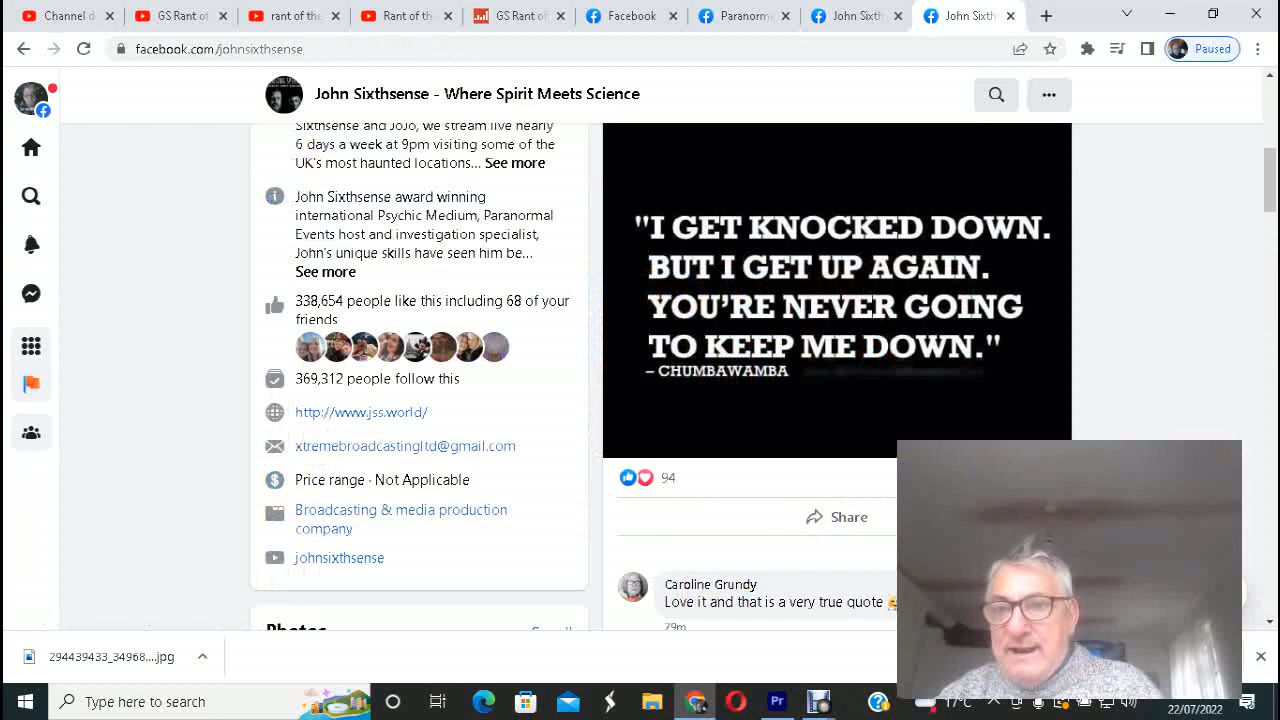 Channel c
GS Rant of
rant of the
Rant of the
GS Rant of
Facebook
Paranorm
John Sixth
John Sixth
facebook.com/johnsixthsense
Paused
John Sixthsense - Where Spirit Meets Science
Sixthsense and JoJo, we stream live nearly
6 days a week at 9pm visiting some of the
UK's most haunted locations... See more
John Sixthsense award winning
international Psychic Medium, Paranormal
Events host and investigation specialist,
John's unique skills have seen him be...
See more
338,654 people like this including 68 of your
friends
369,312 people follow this
http://www.jss.world/
xtremebroadcastingltd@gmail.com
Price range · Not Applicable
Broadcasting & media production
company
johnsixthsense
Photos
"I GET KNOCKED DOWN.
BUT I GET UP AGAIN.
YOU'RE NEVER GOING
TO KEEP ME DOWN."
– CHUMBAWAMBA
94
Share
Caroline Grundy
Love it and that is a very true quote
29m
294439433_34968....jpg
Type here to search
17°C
22/07/2022